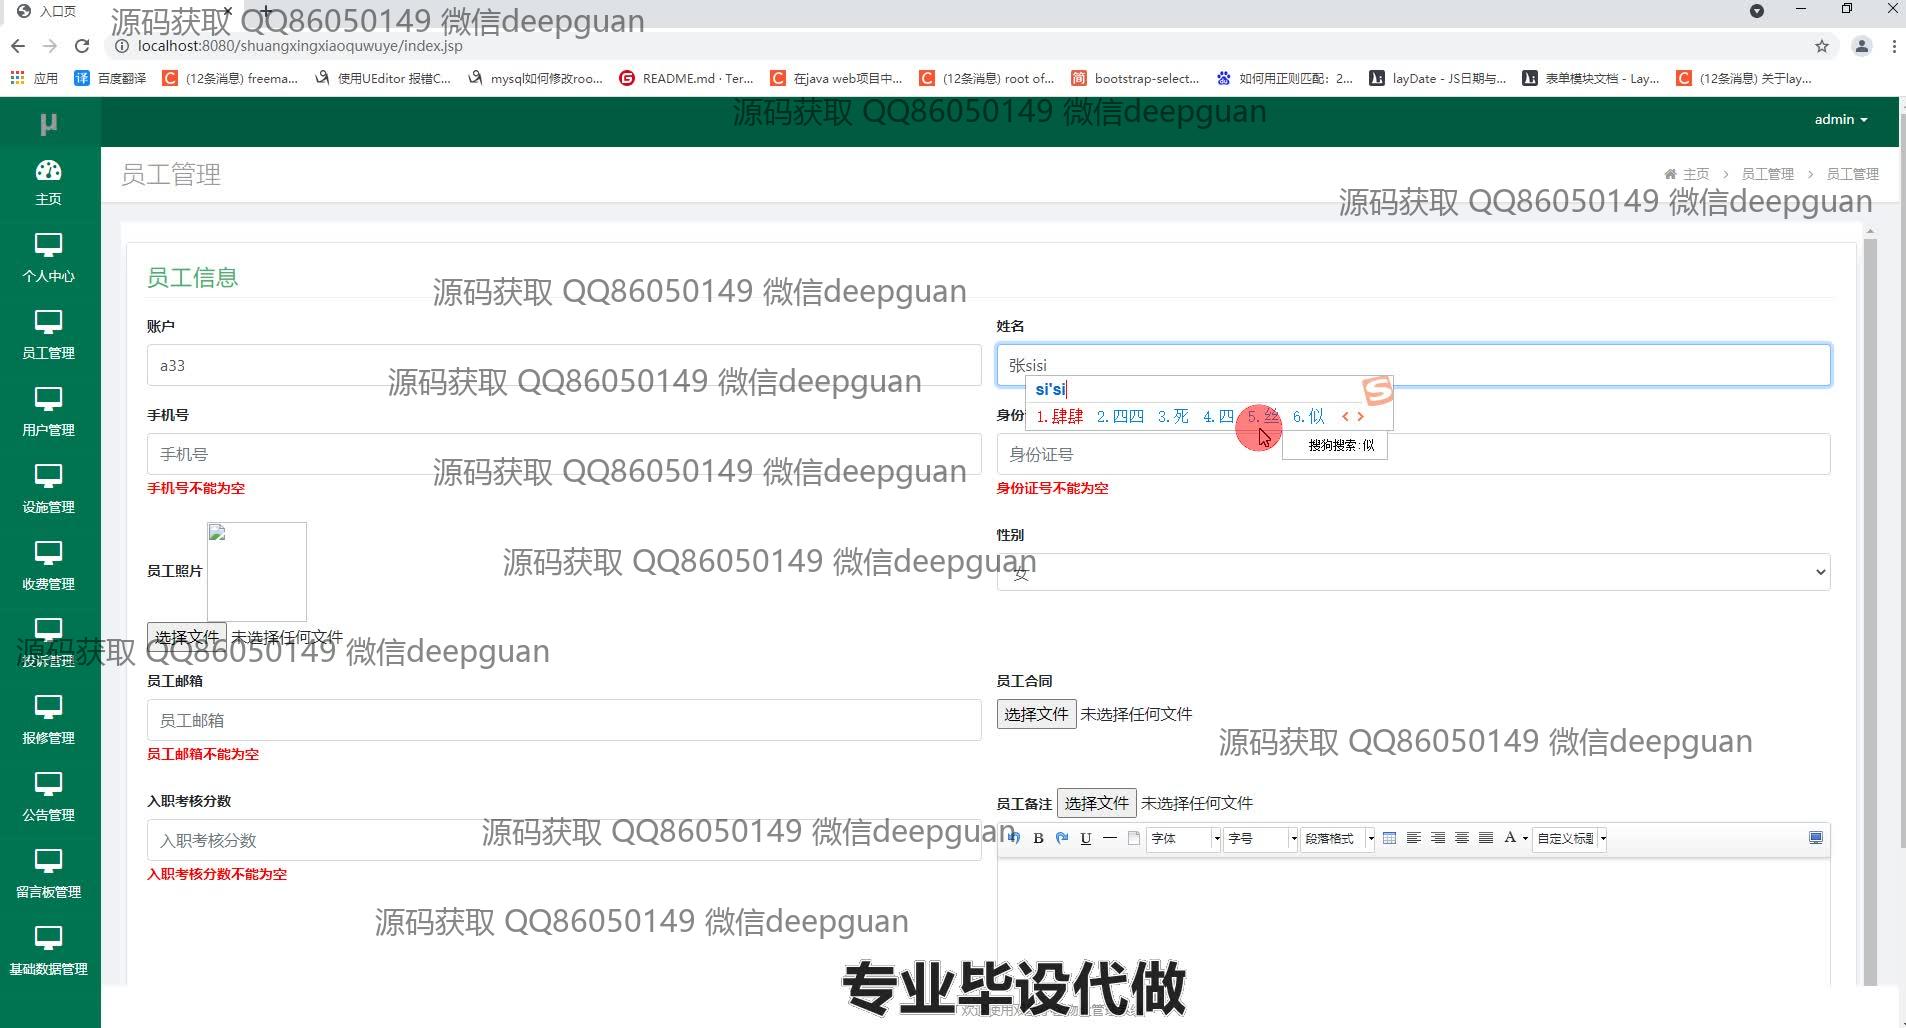 入口页
源码获取 QQ86050149 微信deepguan
localhost:8080/shuangxingxiaoquwuye/index.jsp
应用
百度翻译
(12条消息) freema...
使用UEditor 报错C...
mysql如何修改roo...
README.md · Ter...
在java web项目中...
(12条消息) root of...
bootstrap-select...
如何用正则匹配：2...
layDate - JS日期与...
表单模块文档 - Lay...
(12条消息) 关于lay...
源码获取 QQ86050149 微信deepguan
μ
admin
员工管理
主页 > 员工管理 > 员工管理
源码获取 QQ86050149 微信deepguan
主页
个人中心
员工管理
用户管理
设施管理
收费管理
投诉管理
报修管理
公告管理
留言板管理
基础数据管理
员工信息
源码获取 QQ86050149 微信deepguan
账户
姓名
a33
张sisi
源码获取 QQ86050149 微信deepguan
si'si
1.肆肆 2.四四 3.死 4.四 5.丝 6.似
搜狗搜索:似
手机号
身份
手机号
身份证号
源码获取 QQ86050149 微信deepguan
手机号不能为空
身份证号不能为空
员工照片
性别
源码获取 QQ86050149 微信deepguan
女
选择文件 未选择任何文件
源码获取 QQ86050149 微信deepguan
员工邮箱
员工合同
员工邮箱
选择文件 未选择任何文件
源码获取 QQ86050149 微信deepguan
员工邮箱不能为空
入职考核分数
员工备注 选择文件 未选择任何文件
入职考核分数
源码获取 QQ86050149 微信deepguan
B U 字体 字号 段落格式 A 自定义标题
入职考核分数不能为空
源码获取 QQ86050149 微信deepguan
专业毕设代做